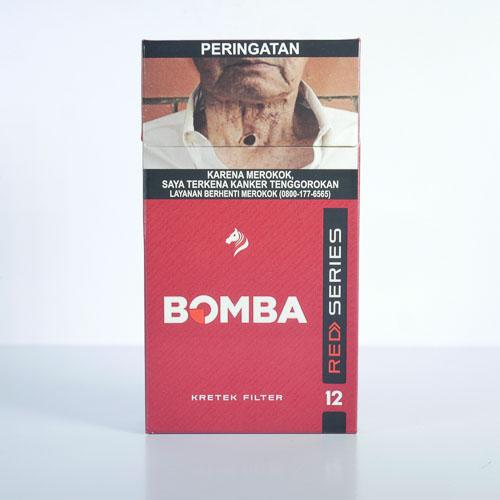 PERINGATAN
KARENA MEROKOK,
SAYA TERKENA KANKER TENGGOROKAN
LAYANAN BERHENTI MEROKOK (0800-177-6565)
BOMBA
RED SERIES
KRETEK FILTER
12